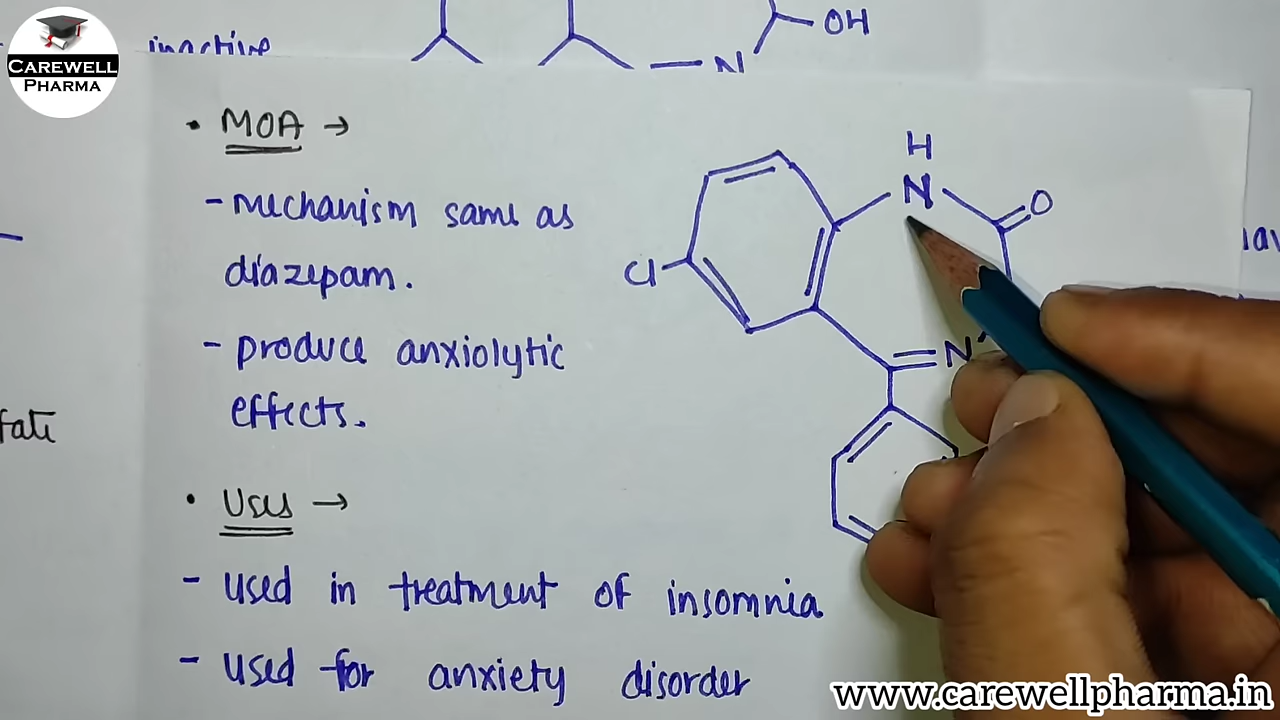 CAREWELL
PHARMA
inactive
OH
N
• MOA →
- mechanism same as
diazepam.
- produce anxiolytic
effects.
H
N
O
Cl
N
• Uses →
- used in treatment of insomnia
- used for anxiety disorder
www.carewellpharma.in